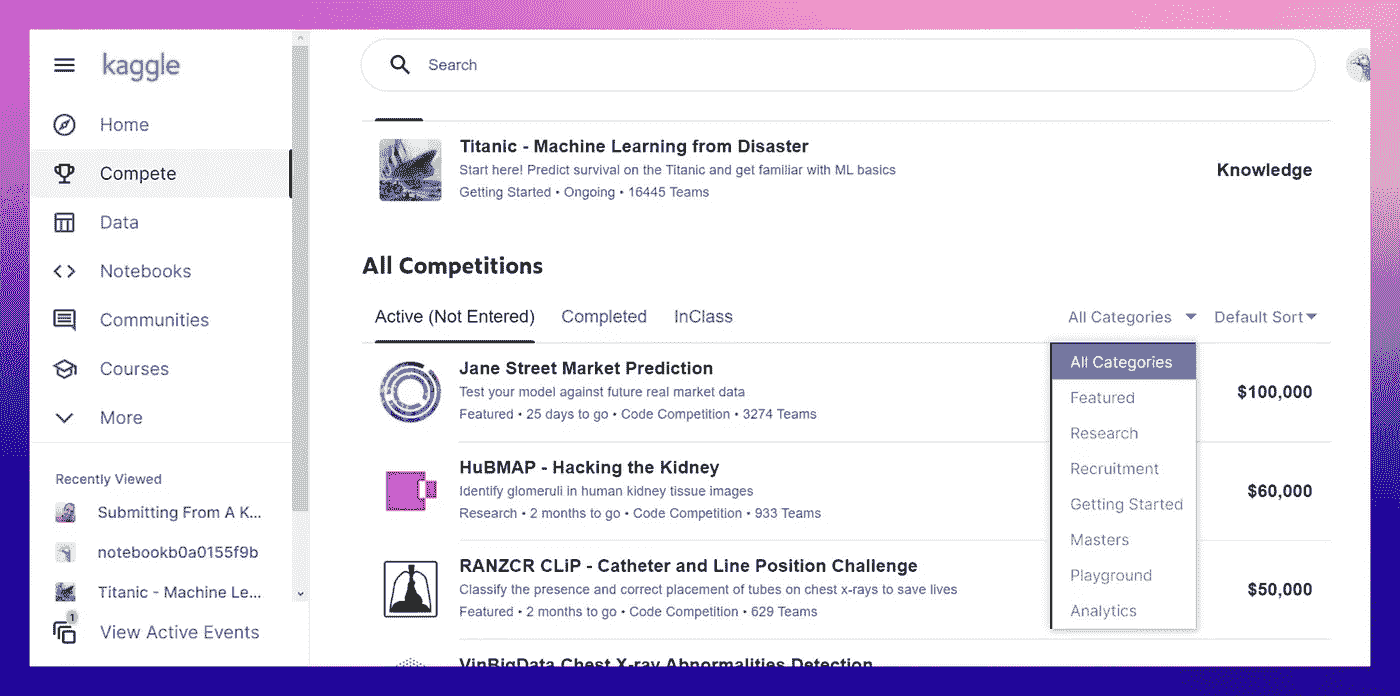 kaggle
Home
Compete
Data
Notebooks
Communities
Courses
More
Recently Viewed
Submitting From A K...
notebookb0a0155f9b
Titanic - Machine Le...
1
View Active Events
Search
Titanic - Machine Learning from Disaster
Start here! Predict survival on the Titanic and get familiar with ML basics
Getting Started • Ongoing • 16445 Teams
Knowledge
All Competitions
Active (Not Entered) Completed InClass All Categories Default Sort
Jane Street Market Prediction
Test your model against future real market data
Featured • 25 days to go • Code Competition • 3274 Teams
$100,000
HuBMAP - Hacking the Kidney
Identify glomeruli in human kidney tissue images
Research • 2 months to go • Code Competition • 933 Teams
$60,000
RANZCR CLiP - Catheter and Line Position Challenge
Classify the presence and correct placement of tubes on chest x-rays to save lives
Featured • 2 months to go • Code Competition • 629 Teams
$50,000
VinBigData Chest X-ray Abnormalities Detection
All Categories
Featured
Research
Recruitment
Getting Started
Masters
Playground
Analytics